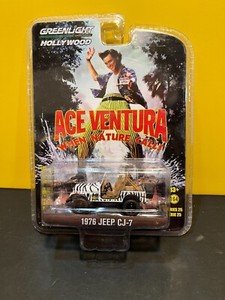 GREENLIGHT
HOLLYWOOD
ACE VENTURA
WHEN NATURE CALLS
1976 JEEP CJ-7